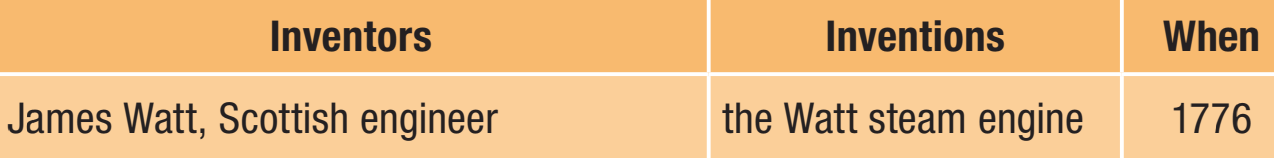 Inventors Inventions When
James Watt, Scottish engineer the Watt steam engine 1776